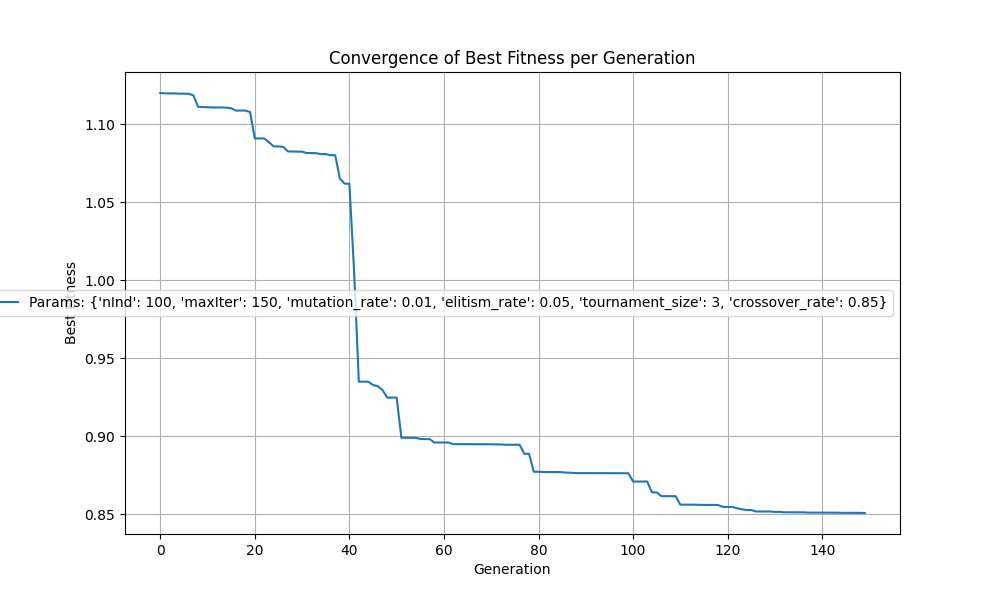 Convergence of Best Fitness per Generation
1.10
1.05
1.00
0.95
0.90
0.85
Best
Params: {'nInd': 100, 'maxIter': 150, 'mutation_rate': 0.01, 'elitism_rate': 0.05, 'tournament_size': 3, 'crossover_rate': 0.85}
0 20 40 60 80 100 120 140
Generation